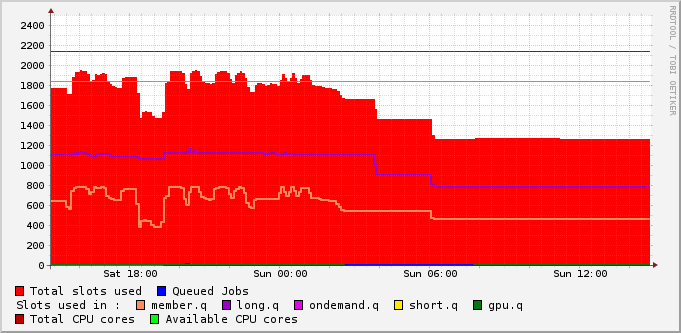 2400
2200
2000
1800
1600
1400
1200
1000
800
600
400
200
0
Sat 18:00 Sun 00:00 Sun 06:00 Sun 12:00
RRDTOOL / TOBI OETIKER
Total slots used Queued Jobs
Slots used in : member.q long.q ondemand.q short.q gpu.q
Total CPU cores Available CPU cores